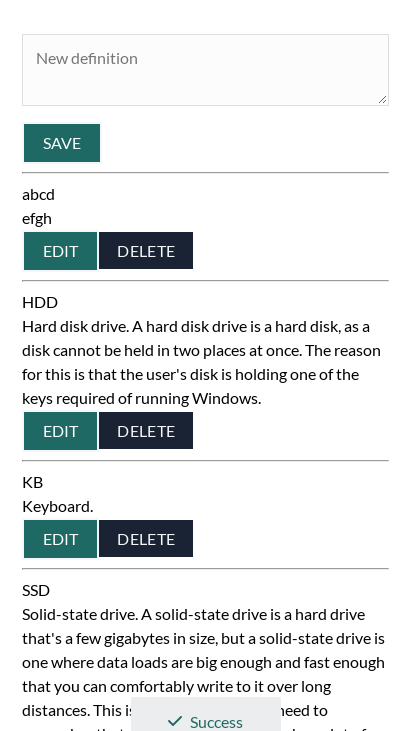 New definition
SAVE
abcd
efgh
EDIT DELETE
HDD
Hard disk drive. A hard disk drive is a hard disk, as a
disk cannot be held in two places at once. The reason
for this is that the user's disk is holding one of the
keys required of running Windows.
EDIT DELETE
KB
Keyboard.
EDIT DELETE
SSD
Solid-state drive. A solid-state drive is a hard drive
that's a few gigabytes in size, but a solid-state drive is
one where data loads are big enough and fast enough
that you can comfortably write to it over long
distances. This need to
Success